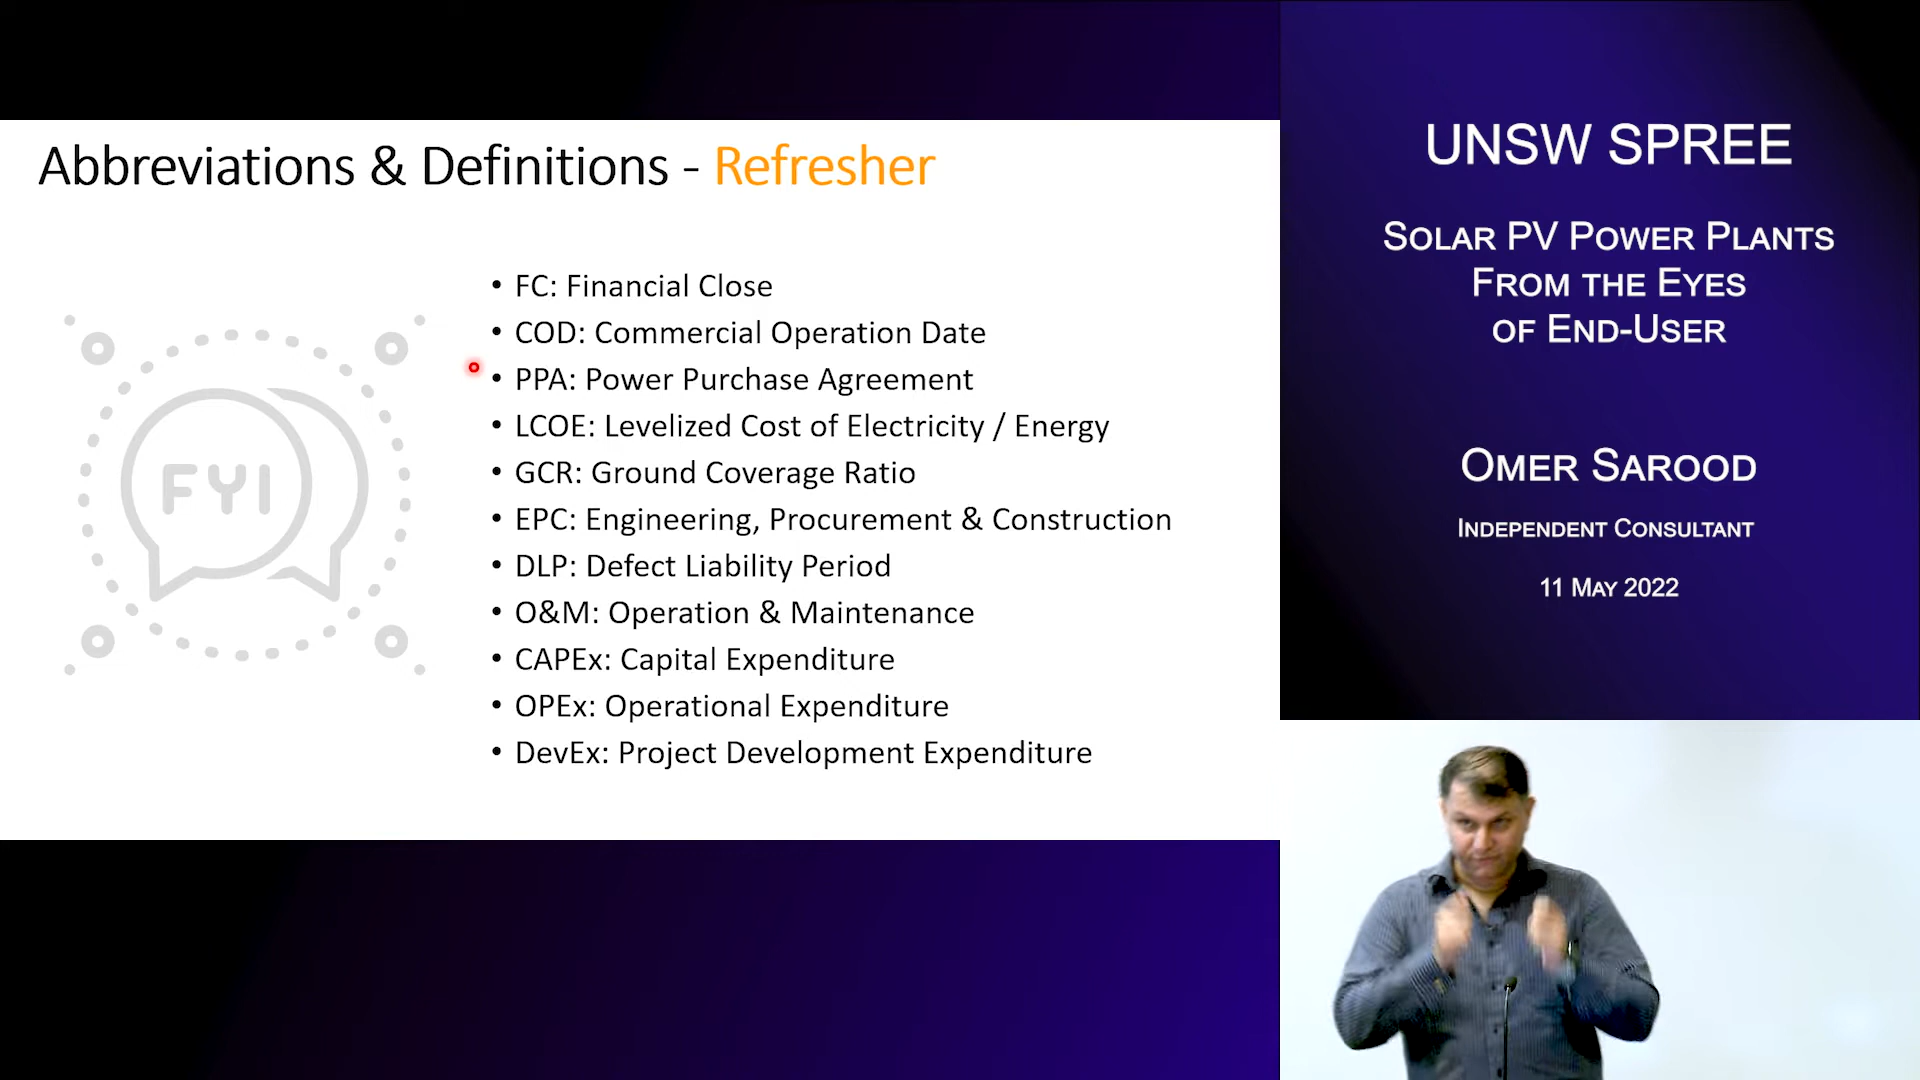 Abbreviations & Definitions - Refresher
FYI
• FC: Financial Close
• COD: Commercial Operation Date
• PPA: Power Purchase Agreement
• LCOE: Levelized Cost of Electricity / Energy
• GCR: Ground Coverage Ratio
• EPC: Engineering, Procurement & Construction
• DLP: Defect Liability Period
• O&M: Operation & Maintenance
• CAPEx: Capital Expenditure
• OPEx: Operational Expenditure
• DevEx: Project Development Expenditure
UNSW SPREE
Solar PV Power Plants
From the Eyes
of End-User
Omer Sarood
Independent Consultant
11 May 2022